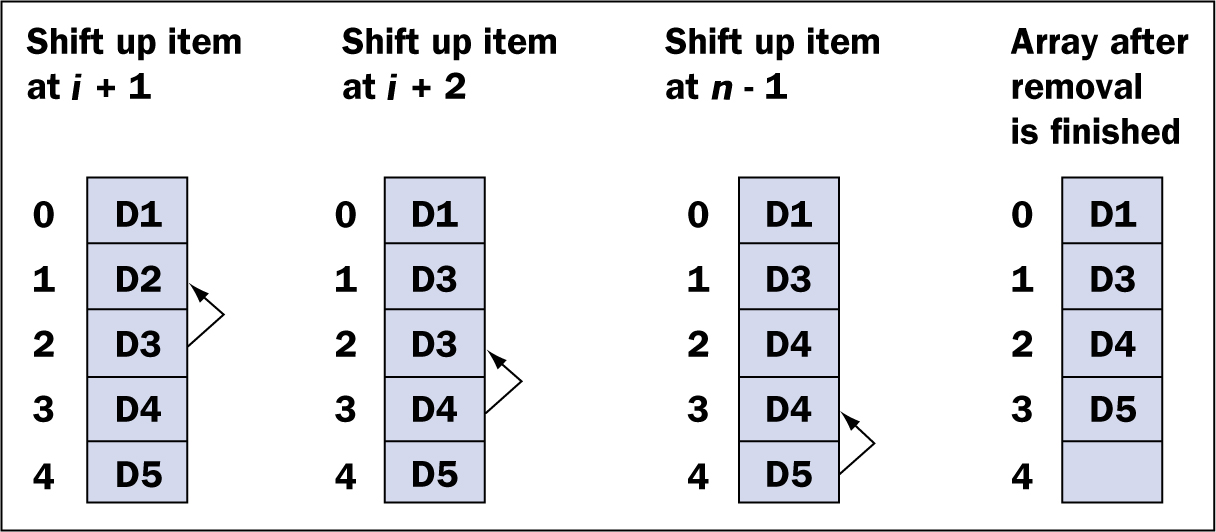 Shift up item
at i + 1
Shift up item
at i + 2
Shift up item
at n - 1
Array after
removal
is finished
0 D1
1 D2
2 D3
3 D4
4 D5
0 D1
1 D3
2 D3
3 D4
4 D5
0 D1
1 D3
2 D4
3 D4
4 D5
0 D1
1 D3
2 D4
3 D5
4